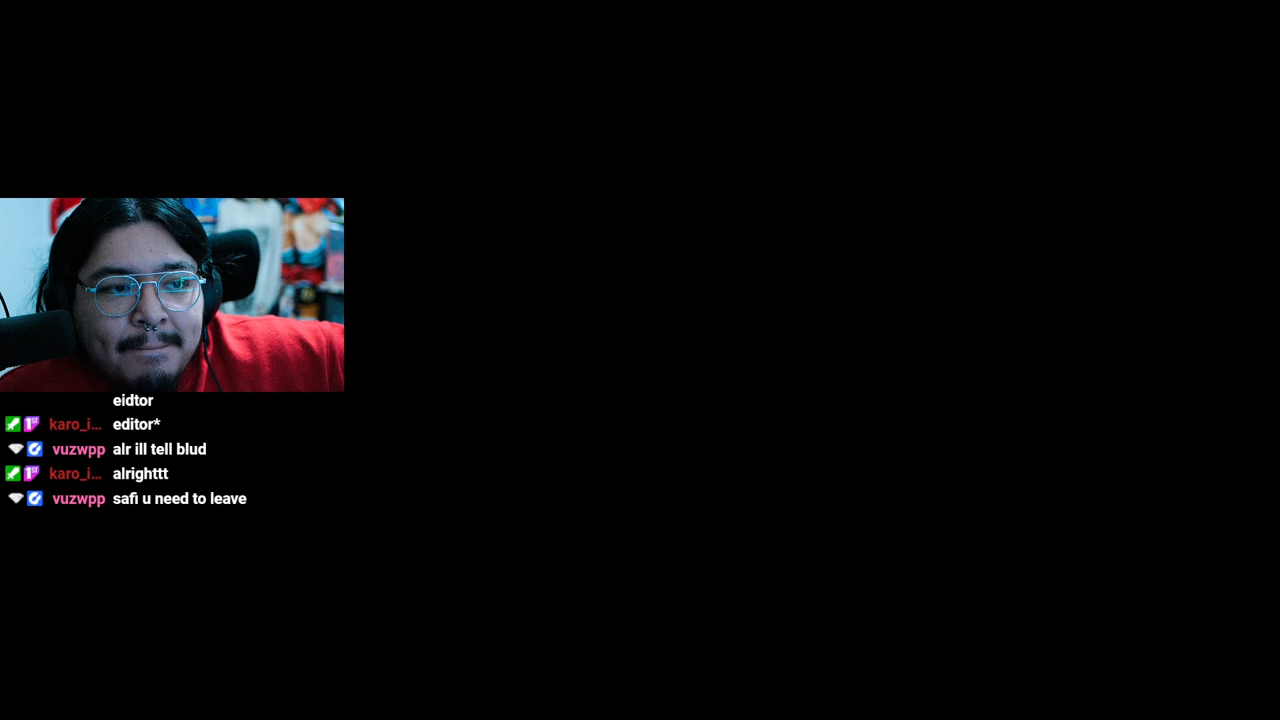 eidtor
karo_i... editor*
vuzwpp alr ill tell blud
karo_i... alrighttt
vuzwpp safi u need to leave